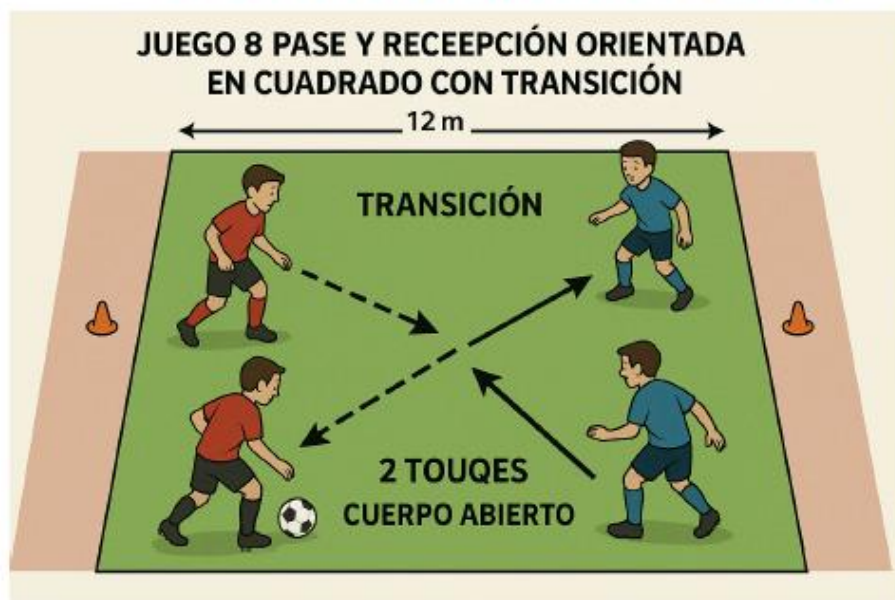 JUEGO 8 PASE Y RECEEPCIÓN ORIENTADA
EN CUADRADO CON TRANSICIÓN
12 m
TRANSICIÓN
2 TOUQES
CUERPO ABIERTO